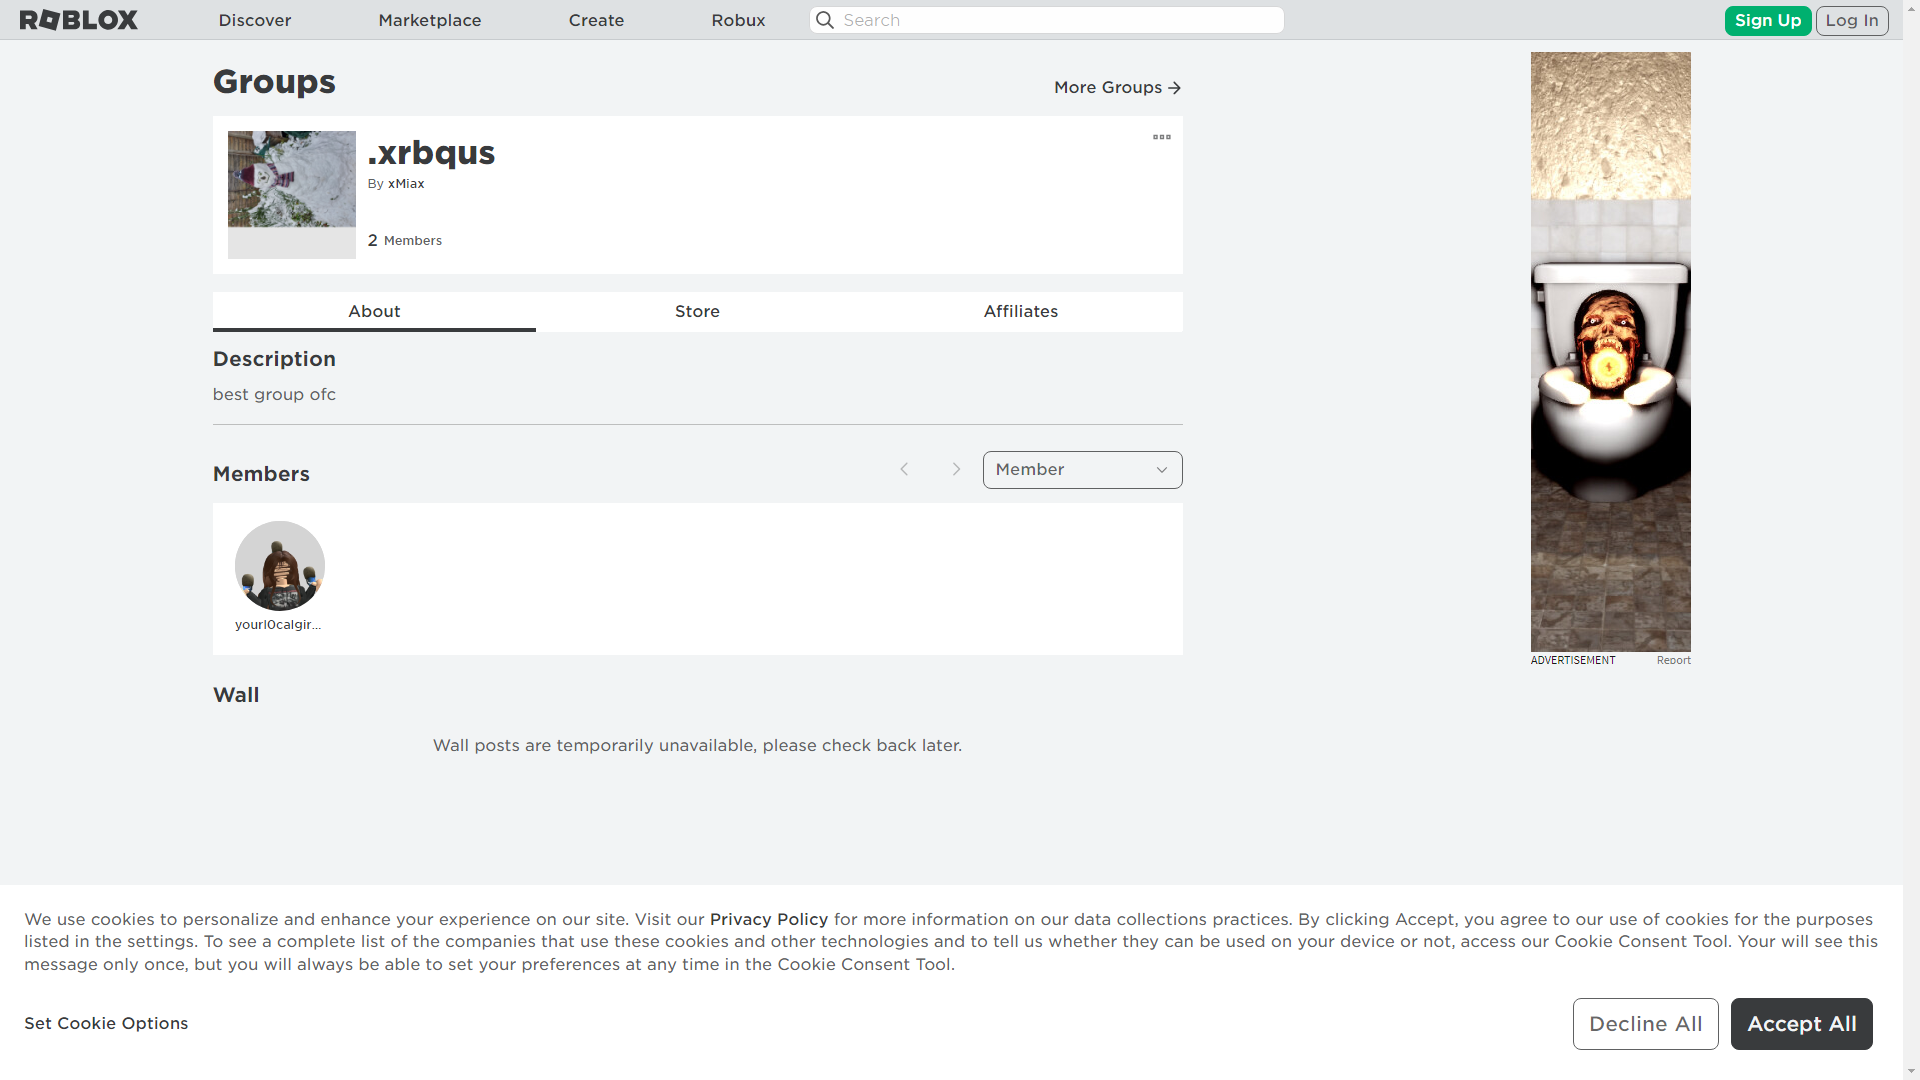 ROBLOX Discover Marketplace Create Robux Search Sign Up Log In
Groups
More Groups
.xrbqus
By xMiax
2 Members
About Store Affiliates
Description
best group ofc
Members
Member
yourl0calgir...
Wall
Wall posts are temporarily unavailable, please check back later.
ADVERTISEMENT Report
We use cookies to personalize and enhance your experience on our site. Visit our Privacy Policy for more information on our data collections practices. By clicking Accept, you agree to our use of cookies for the purposes
listed in the settings. To see a complete list of the companies that use these cookies and other technologies and to tell us whether they can be used on your device or not, access our Cookie Consent Tool. Your will see this
message only once, but you will always be able to set your preferences at any time in the Cookie Consent Tool.
Set Cookie Options
Decline All
Accept All